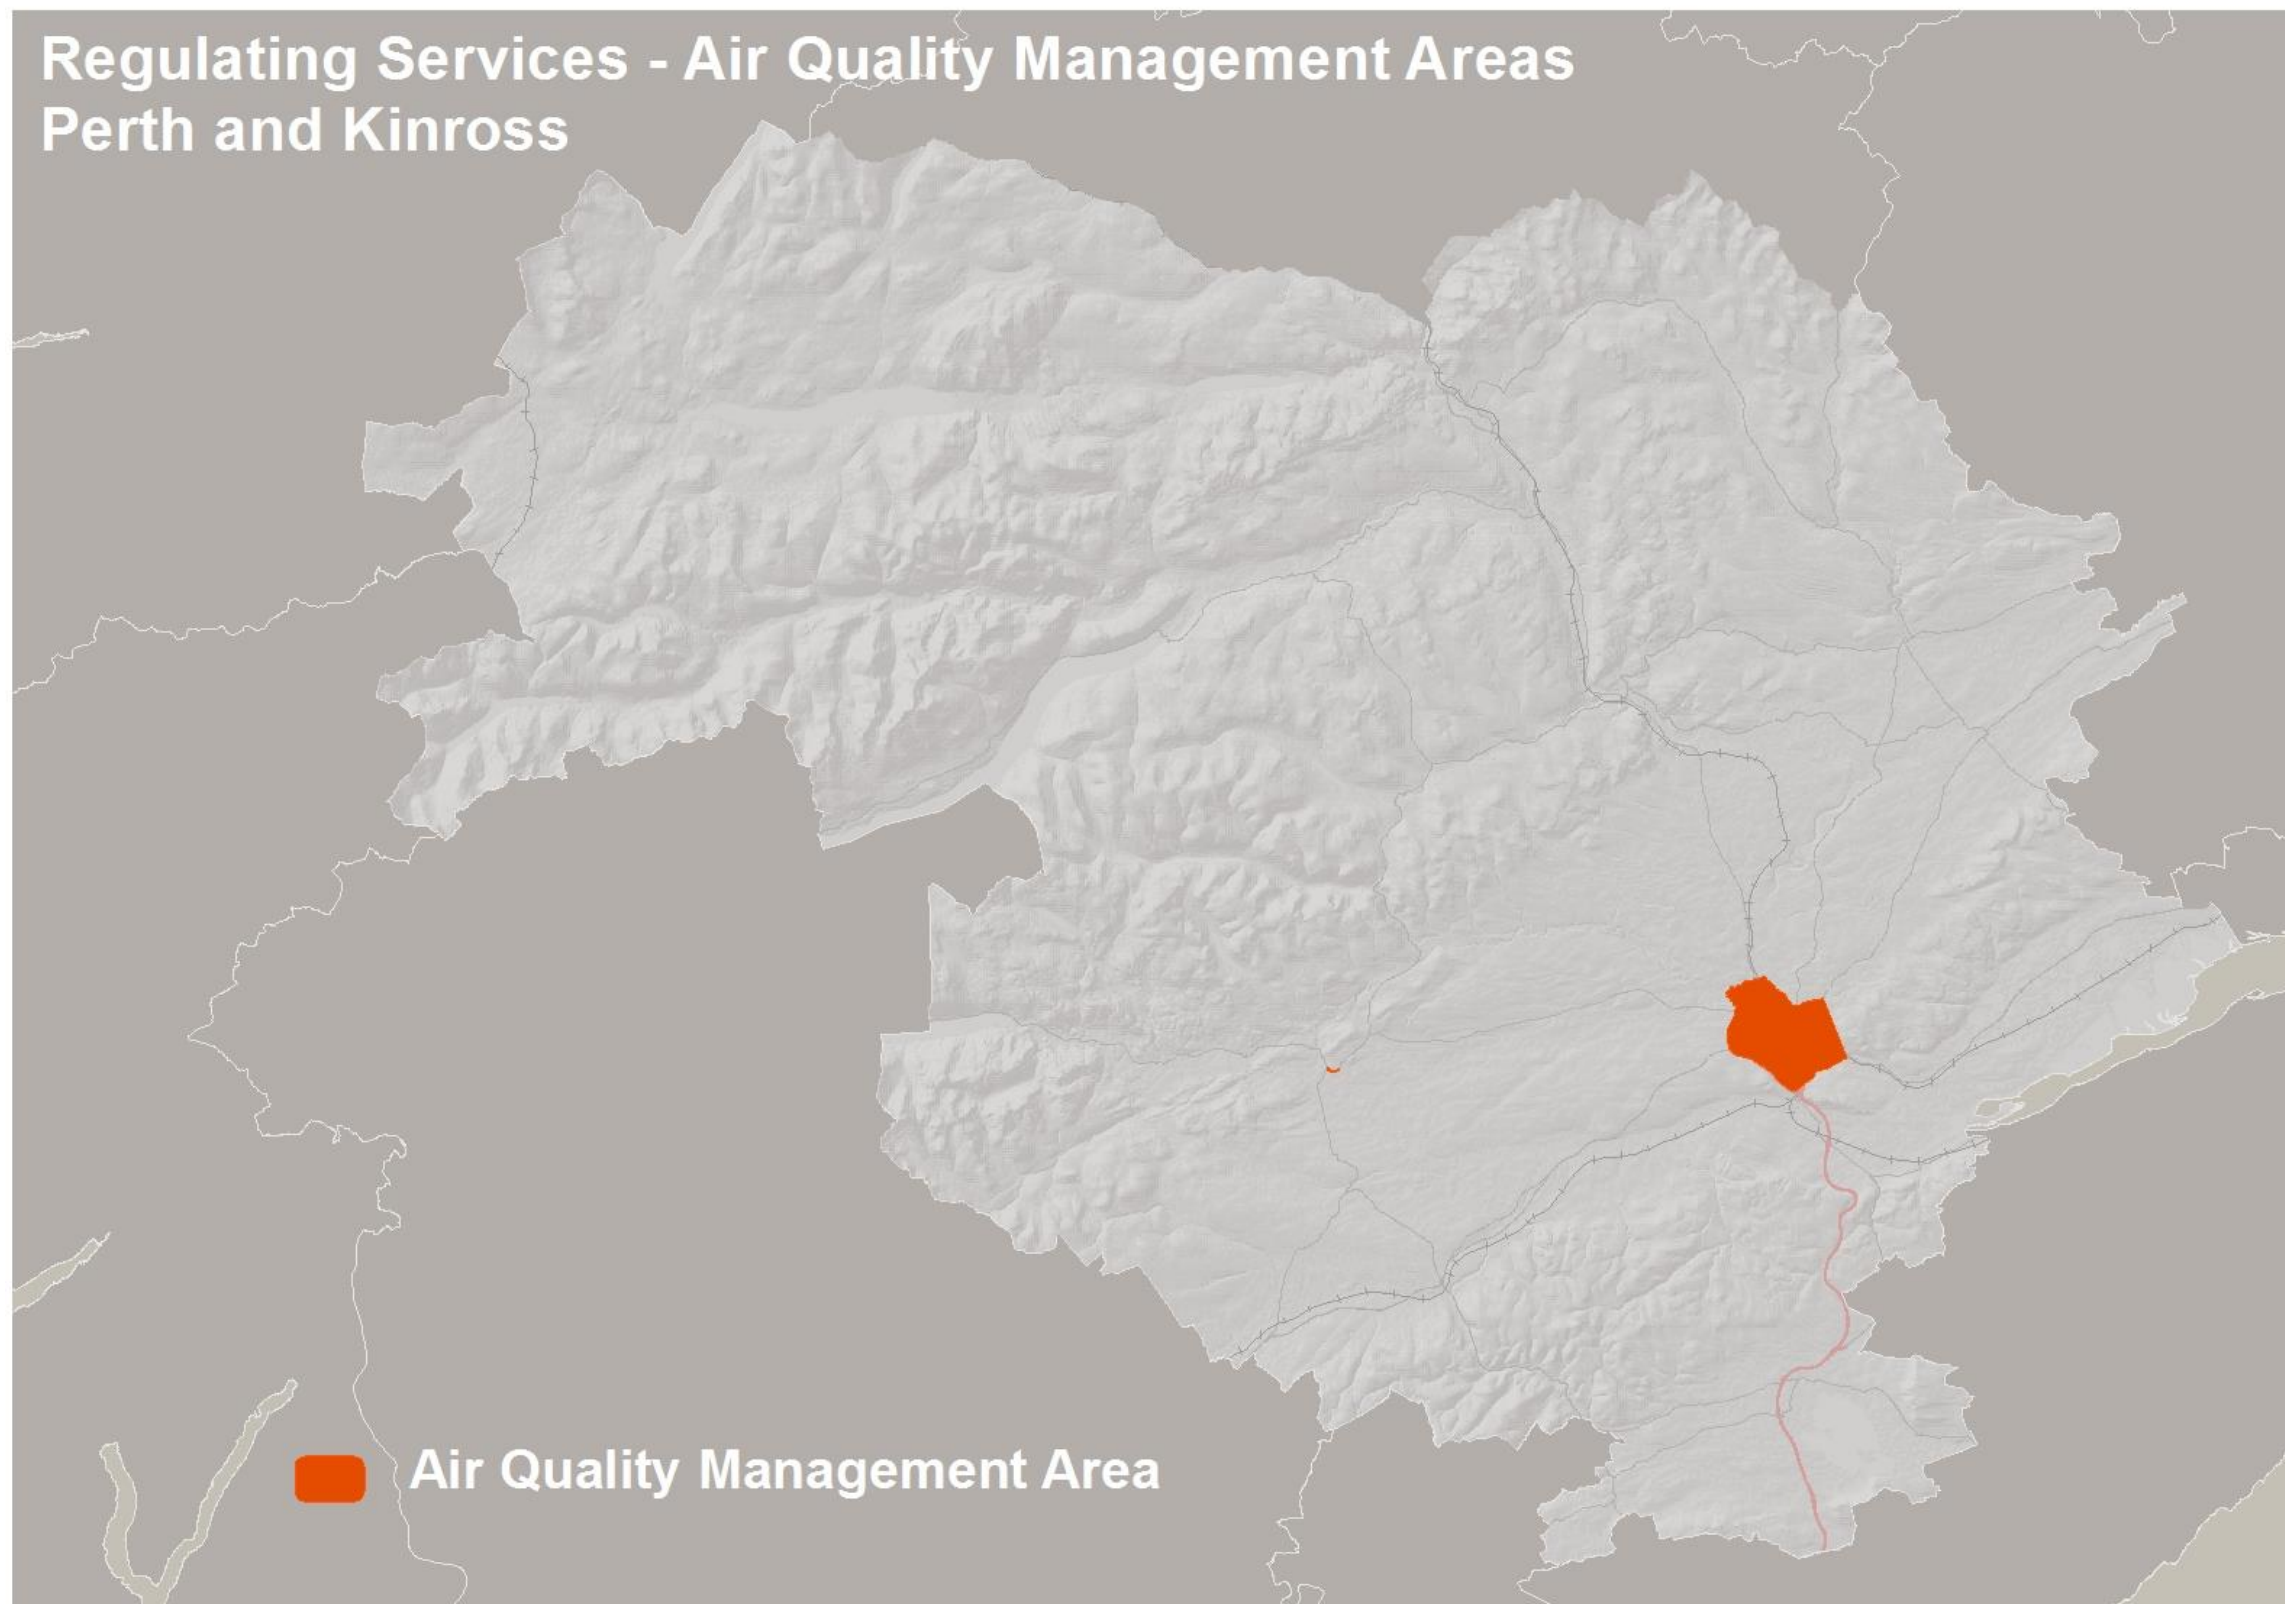 Regulating Services - Air Quality Management Areas
Perth and Kinross
Air Quality Management Area